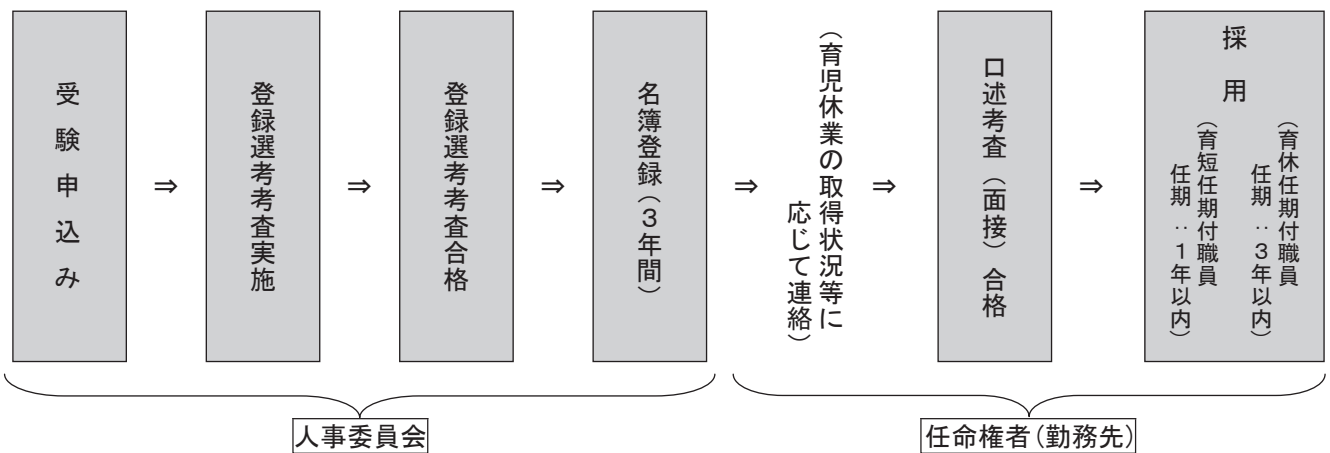 受験申込み
⇒
登録選考考査実施
⇒
登録選考考査合格
⇒
名簿登録（3年間）
⇒
（育児休業の取得状況等に
応じて連絡）
⇒
口述考査（面接）合格
⇒
採用
（育休任期付職員
任期：3年以内）
（育短任期付職員
任期：1年以内）
人事委員会
任命権者（勤務先）